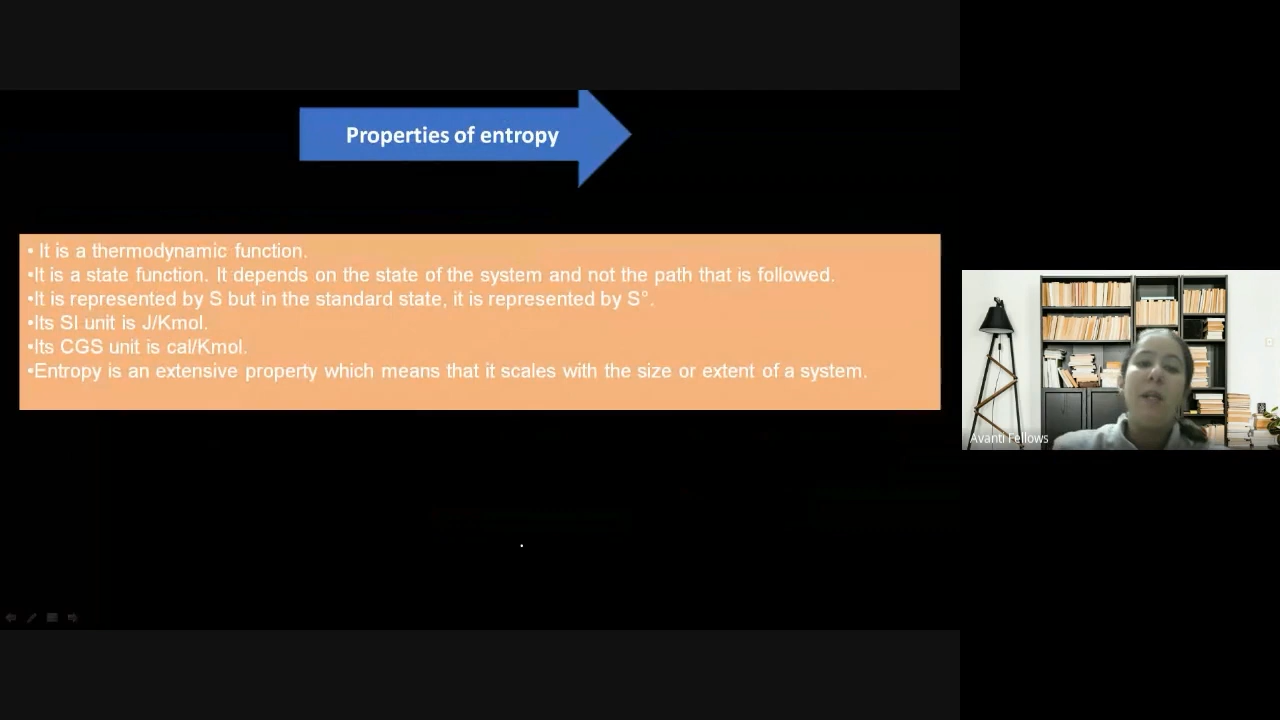 Properties of entropy
• It is a thermodynamic function.
•It is a state function. It depends on the state of the system and not the path that is followed.
•It is represented by S but in the standard state, it is represented by S°.
•Its SI unit is J/Kmol.
•Its CGS unit is cal/Kmol.
•Entropy is an extensive property which means that it scales with the size or extent of a system.
Avanti Fellows